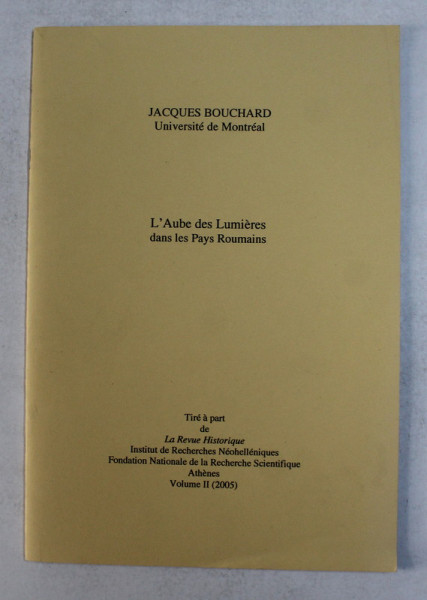 JACQUES BOUCHARD
Université de Montréal
L'Aube des Lumières
dans les Pays Roumains
Tiré à part
de
La Revue Historique
Institut de Recherches Néohelléniques
Fondation Nationale de la Recherche Scientifique
Athènes
Volume II (2005)